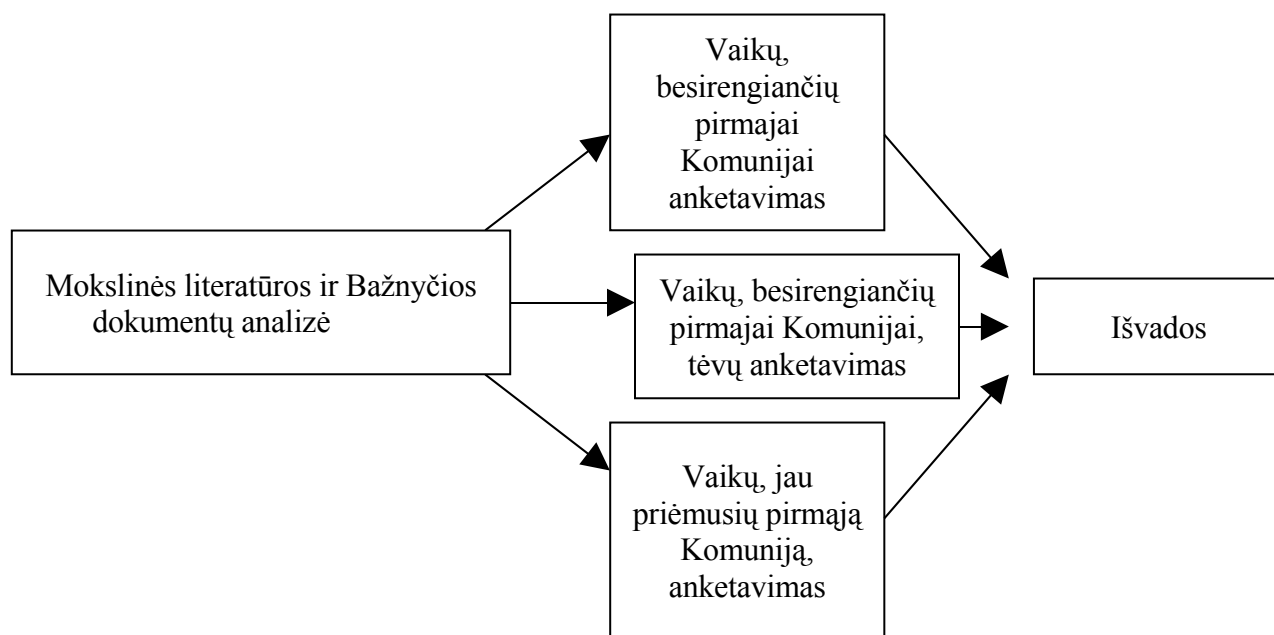 Vaikų,
besirengiančių
pirmajai
Komunijai
anketavimas
Mokslinės literatūros ir Bažnyčios
dokumentų analizė
Vaikų, besirengiančių
pirmajai Komunijai,
tėvų anketavimas
Išvados
Vaikų, jau
priėmusių pirmąją
Komuniją,
anketavimas